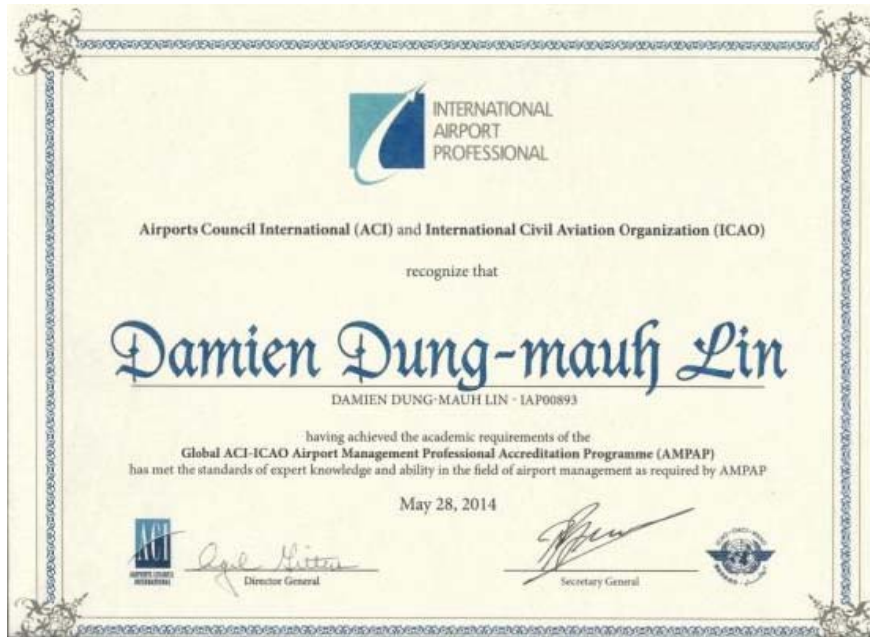 INTERNATIONAL
AIRPORT
PROFESSIONAL
Airports Council International (ACI) and International Civil Aviation Organization (ICAO)
recognize that
Damien Dung-mauh Lin
DAMIEN DUNG-MAUH LIN - IAP00893
having achieved the academic requirements of the
Global ACI-ICAO Airport Management Professional Accreditation Programme (AMPAP)
has met the standards of expert knowledge and ability in the field of airport management as required by AMPAP
May 28, 2014
ACI
AIRPORTS COUNCIL
INTERNATIONAL
Director General
Secretary General